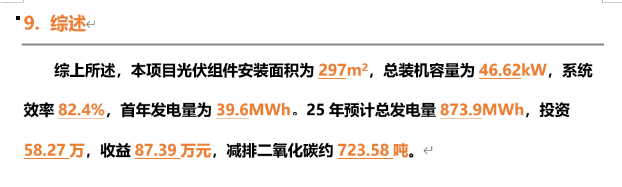 9. 综述
综上所述，本项目光伏组件安装面积为 297m²，总装机容量为 46.62kW，系统
效率 82.4%，首年发电量为 39.6MWh。25 年预计总发电量 873.9MWh，投资
58.27 万，收益 87.39 万元，减排二氧化碳约 723.58 吨。